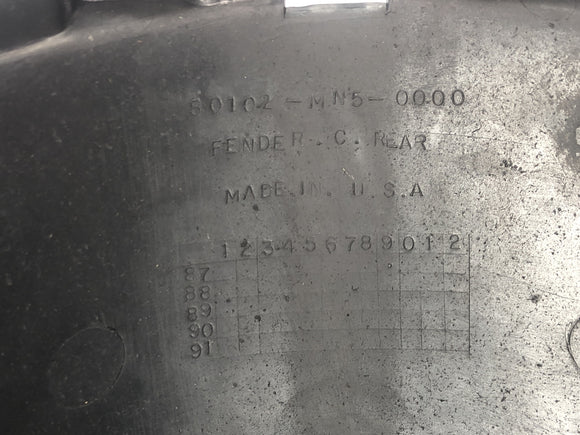 80102-MN5-0000
FENDER. C. REAR
MADE. IN. U.S.A
1 2 3 4 5 6 7 8 9 0 1 2
87
88
89
90
91